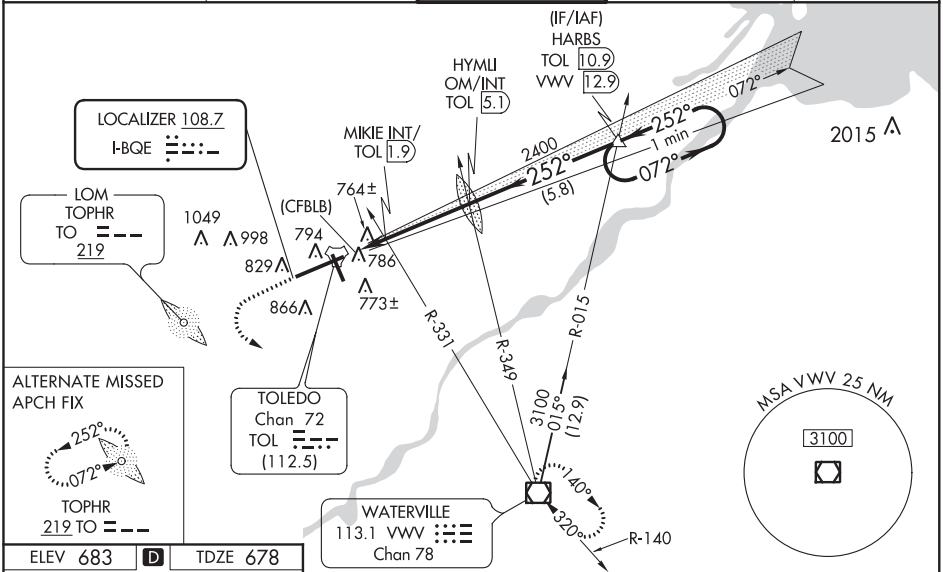 (IF/IAF)
HARBS
TOL 10.9
VWV 12.9
HYMLI
OM/INT
TOL 5.1
072°
LOCALIZER 108.7
I-BQE
MIKIE INT/
TOL 1.9
2400
252°
(5.8)
252°
1 min
072°
2015
LOM
TOPHR
TO
219
764±
(CFBLB)
1049
998
794
829
786
866
773±
R-331
R-349
R-015
3100
015°
(12.9)
ALTERNATE MISSED
APCH FIX
252°
072°
TOPHR
219 TO
TOLEDO
Chan 72
TOL
(112.5)
MSA VWV 25 NM
3100
WATERVILLE
113.1 VWV
Chan 78
140°
320°
R-140
ELEV 683 D TDZE 678